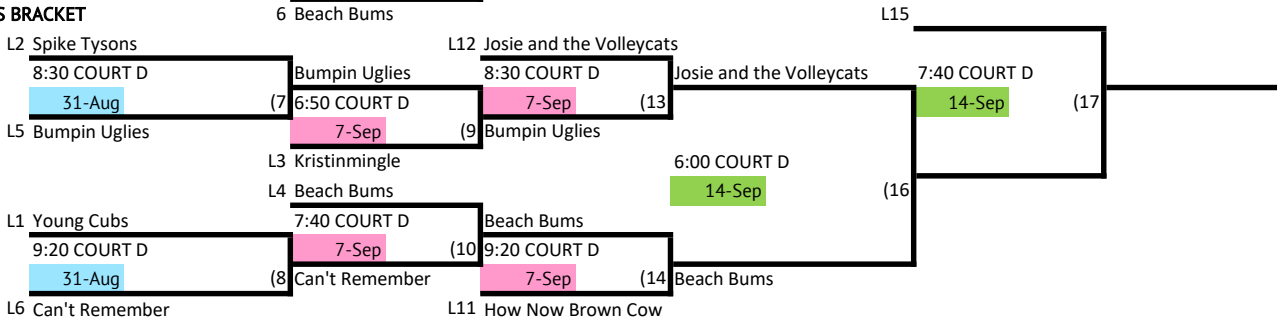 S BRACKET
6 Beach Bums
L15
L2 Spike Tysons
L12 Josie and the Volleycats
8:30 COURT D
Bumpin Uglies
8:30 COURT D
Josie and the Volleycats
7:40 COURT D
31-Aug (7
6:50 COURT D
7-Sep (13
14-Sep (17
L5 Bumpin Uglies
7-Sep (9
Bumpin Uglies
L3 Kristinmingle
6:00 COURT D
L4 Beach Bums
14-Sep (16
L1 Young Cubs
7:40 COURT D
Beach Bums
9:20 COURT D
7-Sep (10
9:20 COURT D
31-Aug (8
Can't Remember
7-Sep (14
Beach Bums
L6 Can't Remember
L11 How Now Brown Cow